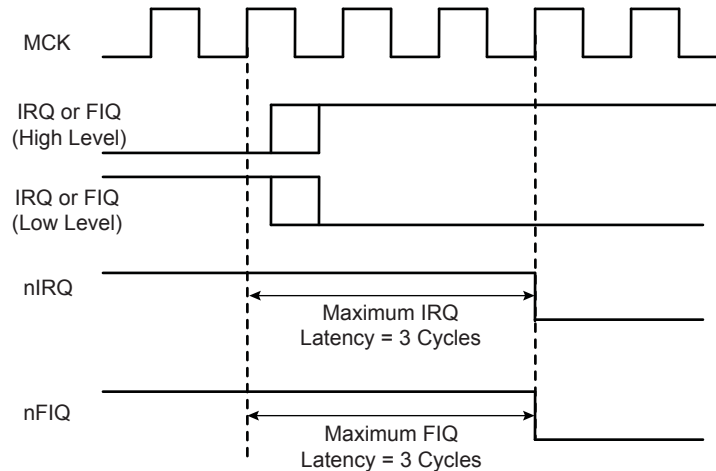 MCK
IRQ or FIQ
(High Level)
IRQ or FIQ
(Low Level)
nIRQ
Maximum IRQ
Latency = 3 Cycles
nFIQ
Maximum FIQ
Latency = 3 Cycles